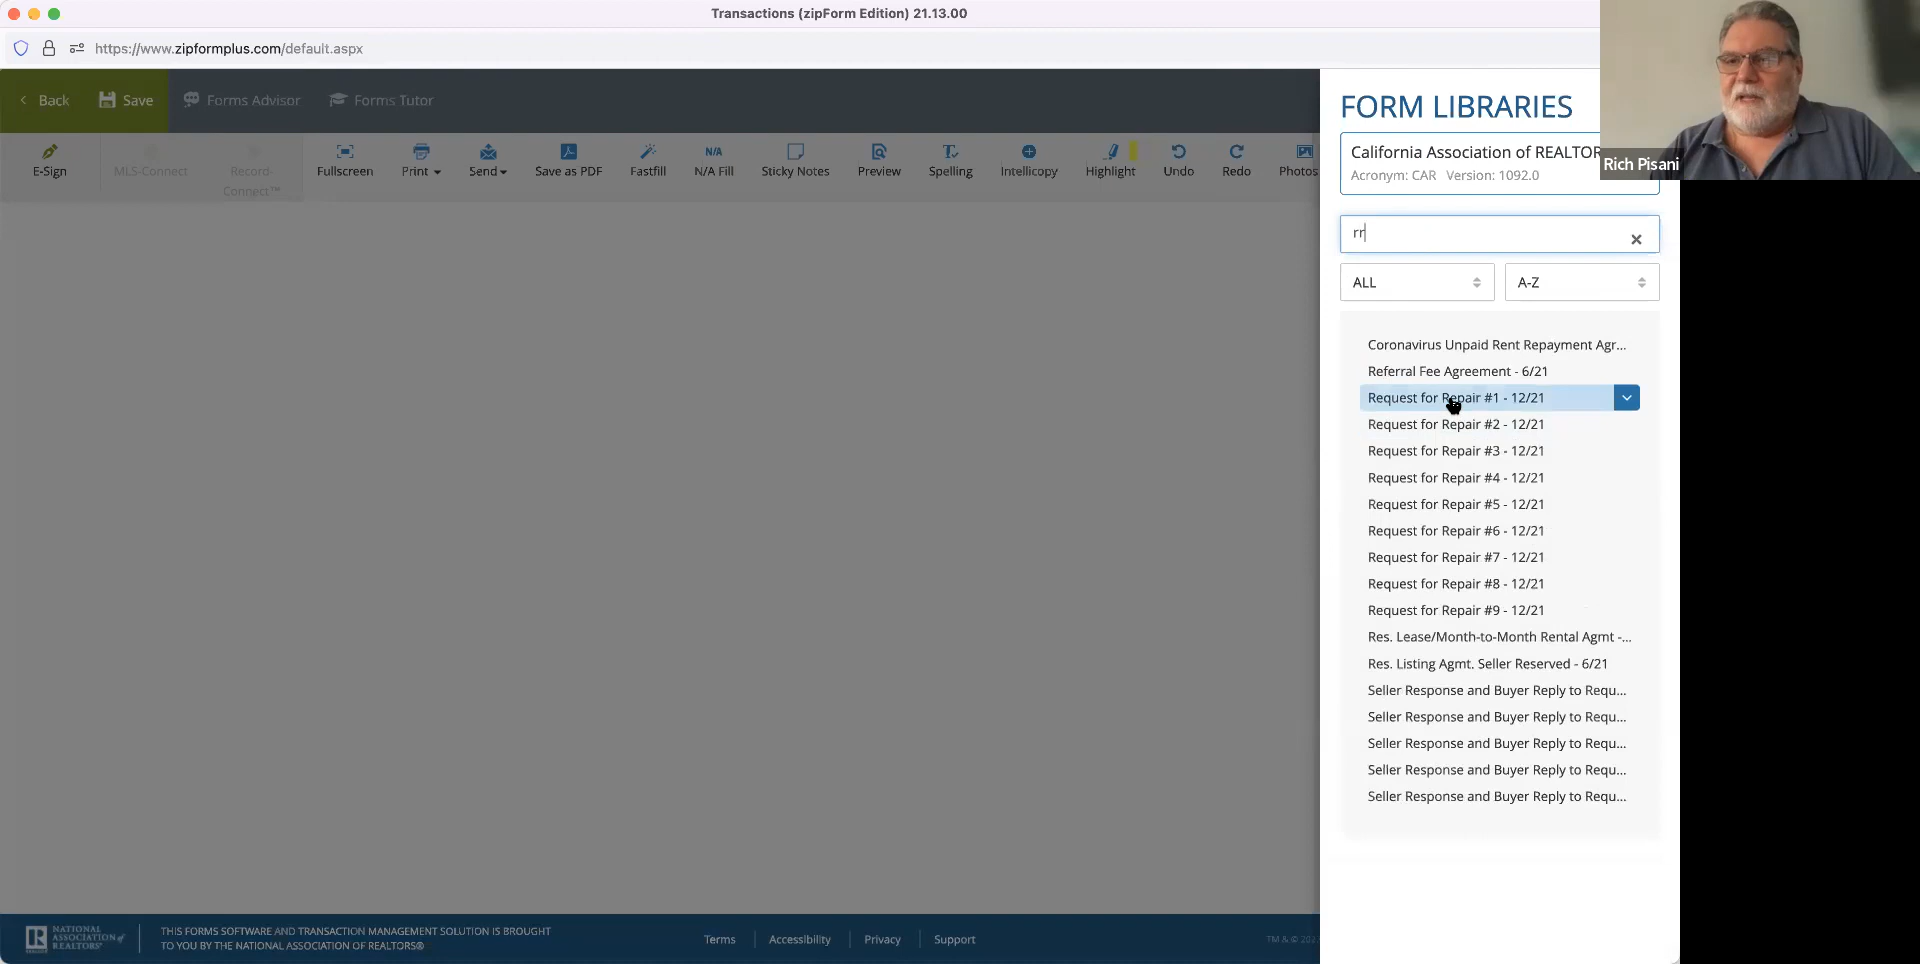 Transactions (zipForm Edition) 21.13.00
https://www.zipformplus.com/default.aspx
Back
Save
Forms Advisor
Forms Tutor
E-Sign
MLS-Connect
Record-
Connect™
Fullscreen
Print
Send
Save as PDF
Fastfill
N/A
N/A Fill
Sticky Notes
Preview
Spelling
Intellicopy
Highlight
Undo
Redo
Photos
FORM LIBRARIES
California Association of REALTOR
Acronym: CAR Version: 1092.0
Rich Pisani
rr
ALL
A-Z
Coronavirus Unpaid Rent Repayment Agr...
Referral Fee Agreement - 6/21
Request for Repair #1 - 12/21
Request for Repair #2 - 12/21
Request for Repair #3 - 12/21
Request for Repair #4 - 12/21
Request for Repair #5 - 12/21
Request for Repair #6 - 12/21
Request for Repair #7 - 12/21
Request for Repair #8 - 12/21
Request for Repair #9 - 12/21
Res. Lease/Month-to-Month Rental Agmt -...
Res. Listing Agmt. Seller Reserved - 6/21
Seller Response and Buyer Reply to Requ...
Seller Response and Buyer Reply to Requ...
Seller Response and Buyer Reply to Requ...
Seller Response and Buyer Reply to Requ...
Seller Response and Buyer Reply to Requ...
NATIONAL
ASSOCIATION of
REALTORS®
THIS FORMS SOFTWARE AND TRANSACTION MANAGEMENT SOLUTION IS BROUGHT
TO YOU BY THE NATIONAL ASSOCIATION OF REALTORS®
Terms
Accessibility
Privacy
Support
TM & ©